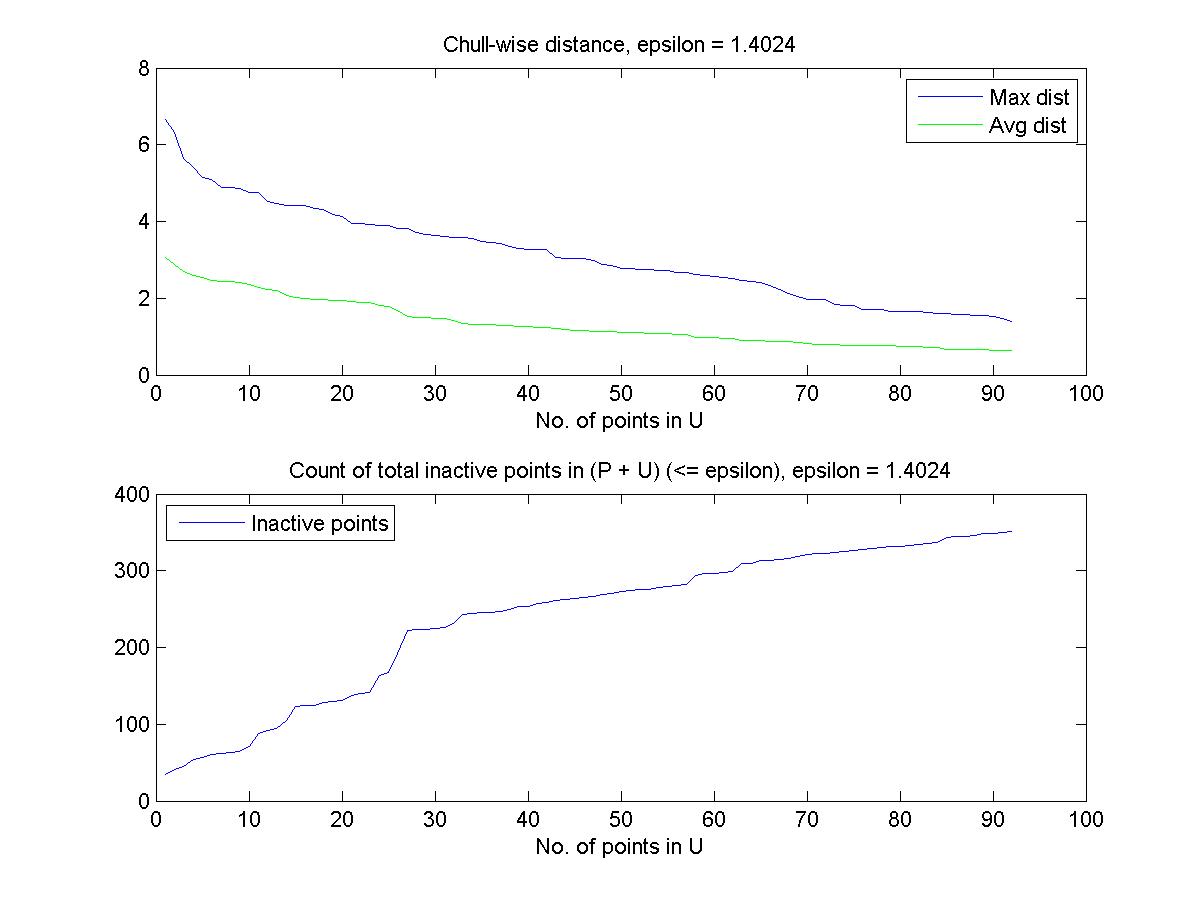 Chull-wise distance, epsilon = 1.4024
8
6
4
2
0
Max dist
Avg dist
0 10 20 30 40 50 60 70 80 90 100
No. of points in U
Count of total inactive points in (P + U) (<= epsilon), epsilon = 1.4024
400
300
200
100
0
Inactive points
0 10 20 30 40 50 60 70 80 90 100
No. of points in U